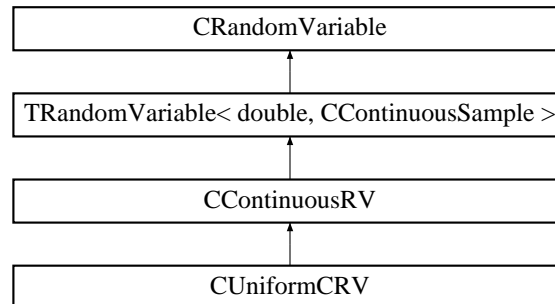 CRandomVariable
TRandomVariable< double, CContinuousSample >
CContinuousRV
CUniformCRV